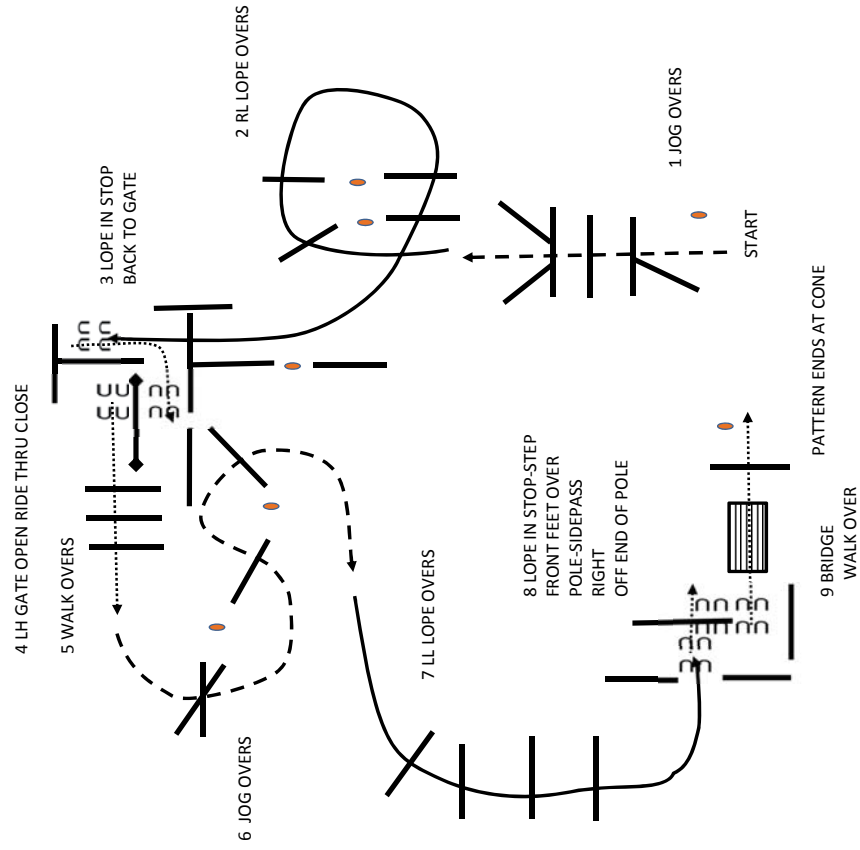 1 JOG OVERS
START
2 RL LOPE OVERS
3 LOPE IN STOP
BACK TO GATE
4 LH GATE OPEN RIDE THRU CLOSE
5 WALK OVERS
6 JOG OVERS
7 LL LOPE OVERS
8 LOPE IN STOP-STEP
FRONT FEET OVER
POLE-SIDEPASS
RIGHT
OFF END OF POLE
9 BRIDGE
WALK OVER
PATTERN ENDS AT CONE